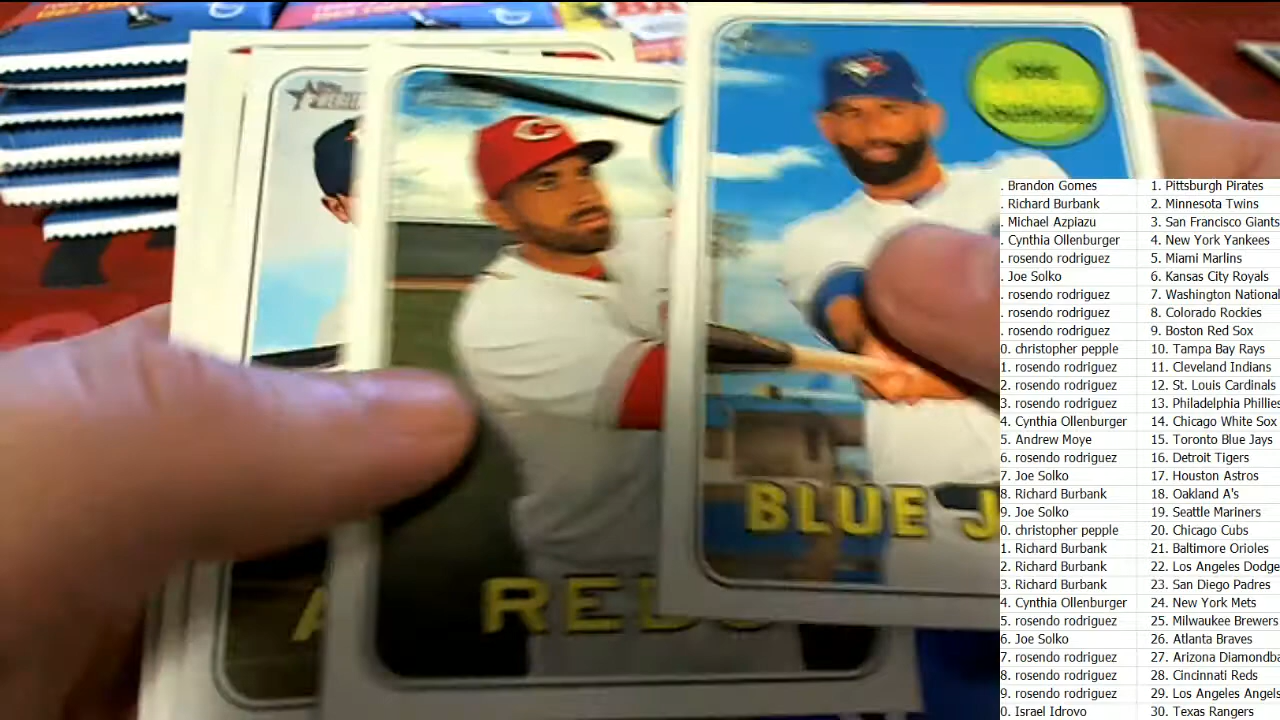 JOSE
BLUE J
REDS
A
. Brandon Gomes 1. Pittsburgh Pirates
. Richard Burbank 2. Minnesota Twins
. Michael Azpiazu 3. San Francisco Giants
. Cynthia Ollenburger 4. New York Yankees
. rosendo rodriguez 5. Miami Marlins
. Joe Solko 6. Kansas City Royals
. rosendo rodriguez 7. Washington National
. rosendo rodriguez 8. Colorado Rockies
. rosendo rodriguez 9. Boston Red Sox
0. christopher pepple 10. Tampa Bay Rays
1. rosendo rodriguez 11. Cleveland Indians
2. rosendo rodriguez 12. St. Louis Cardinals
3. rosendo rodriguez 13. Philadelphia Phillies
4. Cynthia Ollenburger 14. Chicago White Sox
5. Andrew Moye 15. Toronto Blue Jays
6. rosendo rodriguez 16. Detroit Tigers
7. Joe Solko 17. Houston Astros
8. Richard Burbank 18. Oakland A's
9. Joe Solko 19. Seattle Mariners
0. christopher pepple 20. Chicago Cubs
1. Richard Burbank 21. Baltimore Orioles
2. Richard Burbank 22. Los Angeles Dodge
3. Richard Burbank 23. San Diego Padres
4. Cynthia Ollenburger 24. New York Mets
5. rosendo rodriguez 25. Milwaukee Brewers
6. Joe Solko 26. Atlanta Braves
7. rosendo rodriguez 27. Arizona Diamondba
8. rosendo rodriguez 28. Cincinnati Reds
9. rosendo rodriguez 29. Los Angeles Angels
0. Israel Idrovo 30. Texas Rangers